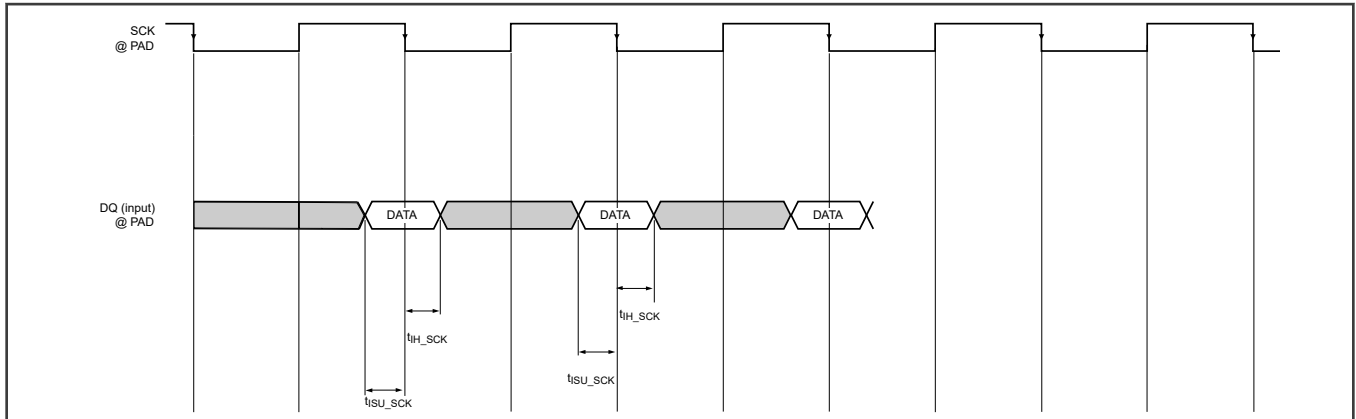 SCK
@ PAD
DQ (input)
@ PAD
DATA
DATA
DATA
tIH_SCK
tIH_SCK
tISU_SCK
tISU_SCK